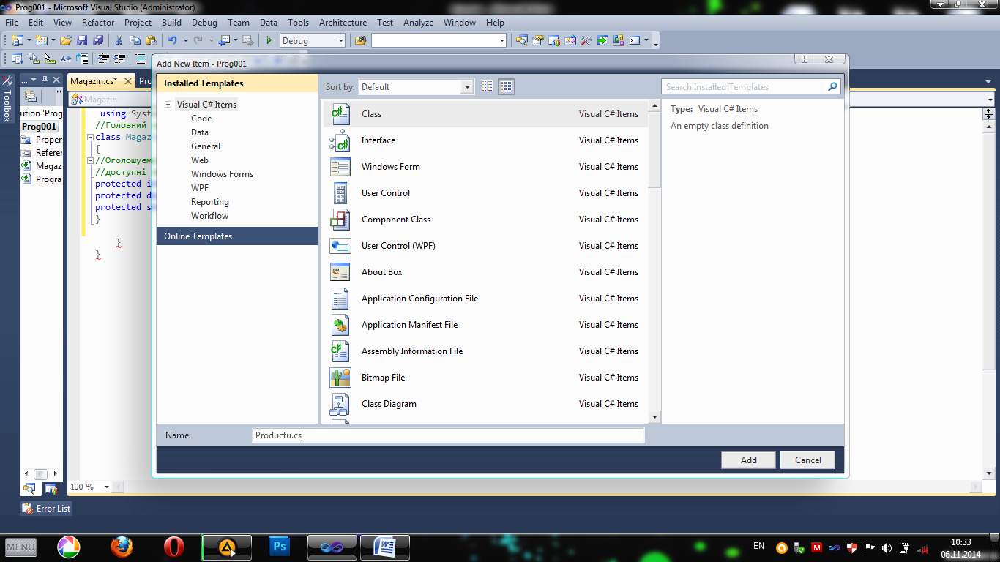 Prog001 - Microsoft Visual Studio (Administrator)
File Edit View Refactor Project Build Debug Team Data Tools Architecture Test Analyze Window Help
Debug
Toolbox
Magazin.cs*
Magazin
ution 'Prog
Prog001
Proper
Referen
Magaz
Progra
using Syst
//Головний
class Magaz
{
//Оголошуєм
//доступні
protected i
protected d
protected s
}
}
}
100 %
Error List
Add New Item - Prog001
Installed Templates
Visual C# Items
Code
Data
General
Web
Windows Forms
WPF
Reporting
Workflow
Online Templates
Sort by: Default
Search Installed Templates
Class Visual C# Items
Interface Visual C# Items
Windows Form Visual C# Items
User Control Visual C# Items
Component Class Visual C# Items
User Control (WPF) Visual C# Items
About Box Visual C# Items
Application Configuration File Visual C# Items
Application Manifest File Visual C# Items
Assembly Information File Visual C# Items
Bitmap File Visual C# Items
Class Diagram Visual C# Items
Type: Visual C# Items
An empty class definition
Name: Productu.cs
Add Cancel
MENU
Ps
EN
10:33
06.11.2014